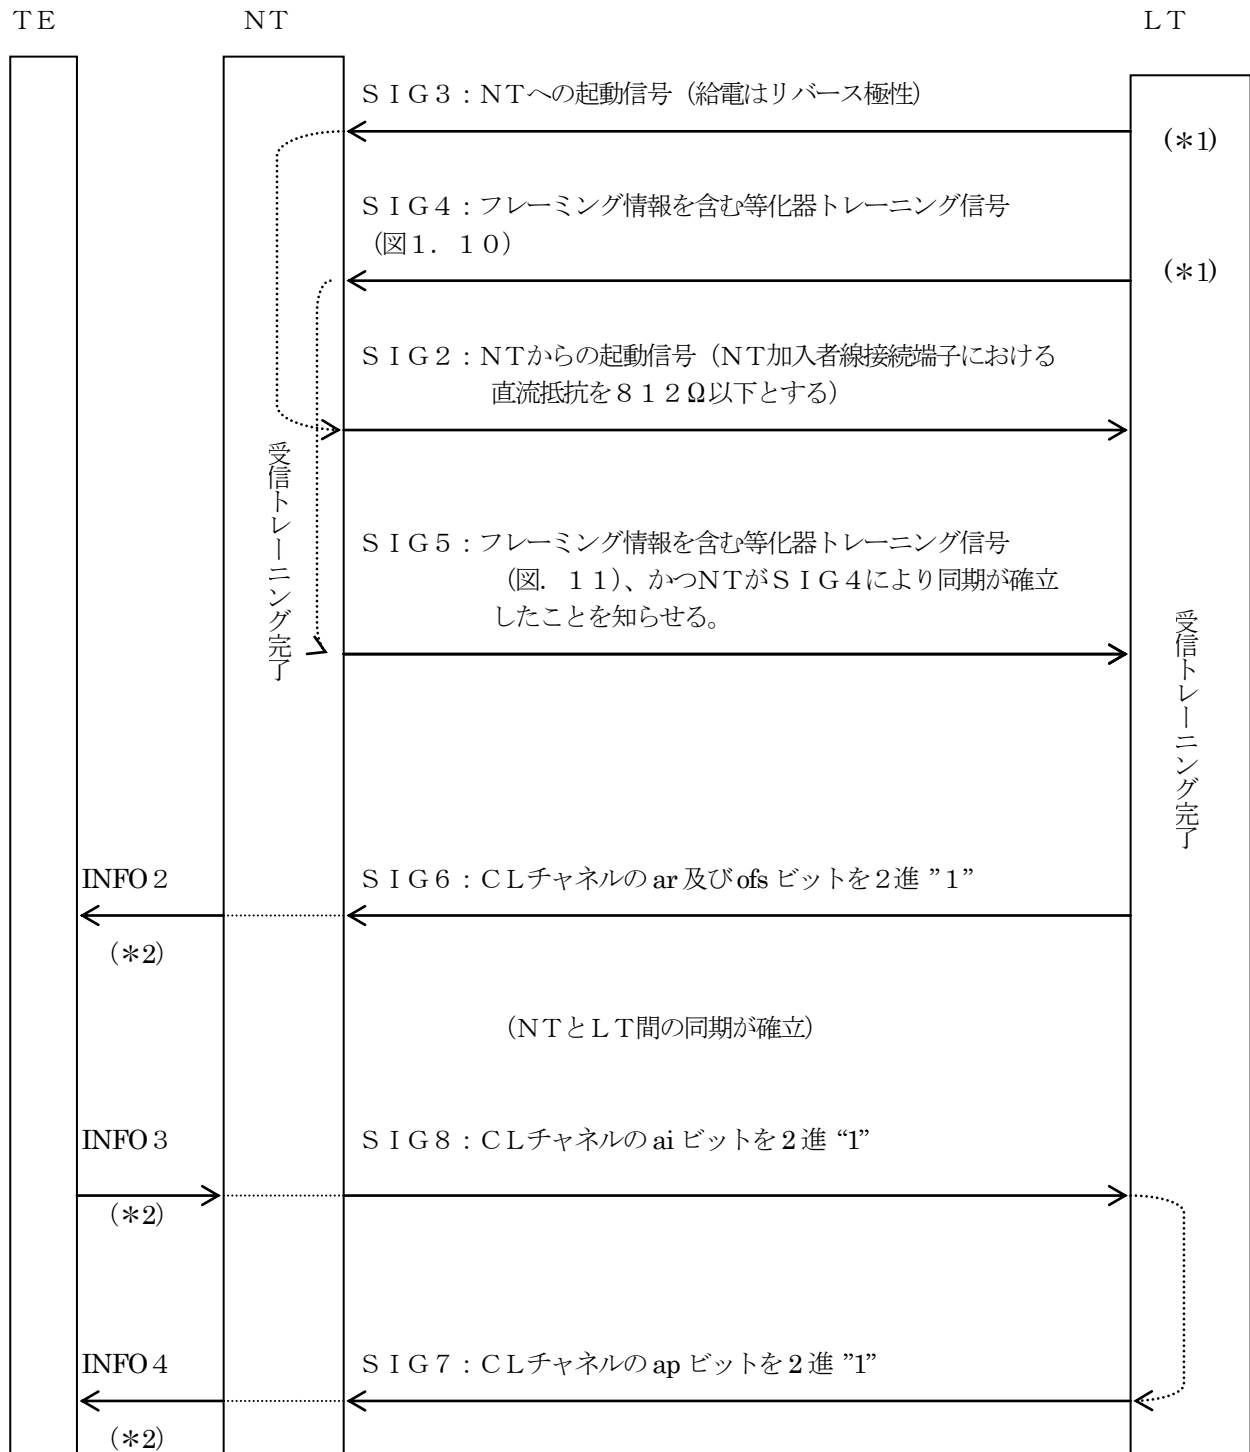 ＴＥ
ＮＴ
ＬＴ
ＳＩＧ３：ＮＴへの起動信号（給電はリバース極性）
(＊1)
ＳＩＧ４：フレーミング情報を含む等化器トレーニング信号
（図１．１０）
(＊1)
ＳＩＧ２：ＮＴからの起動信号（ＮＴ加入者線接続端子における
直流抵抗を８１２Ω以下とする）
受信トレーニング完了
ＳＩＧ５：フレーミング情報を含む等化器トレーニング信号
（図．１１）、かつＮＴがＳＩＧ４により同期が確立
したことを知らせる。
受信トレーニング完了
INFO２
ＳＩＧ６：ＣＬチャネルの ar 及び ofs ビットを２進 ”１”
(＊2)
（ＮＴとＬＴ間の同期が確立）
INFO３
ＳＩＧ８：ＣＬチャネルの ai ビットを２進 “1”
(＊2)
INFO４
ＳＩＧ７：ＣＬチャネルの ap ビットを２進 ”1”
(＊2)